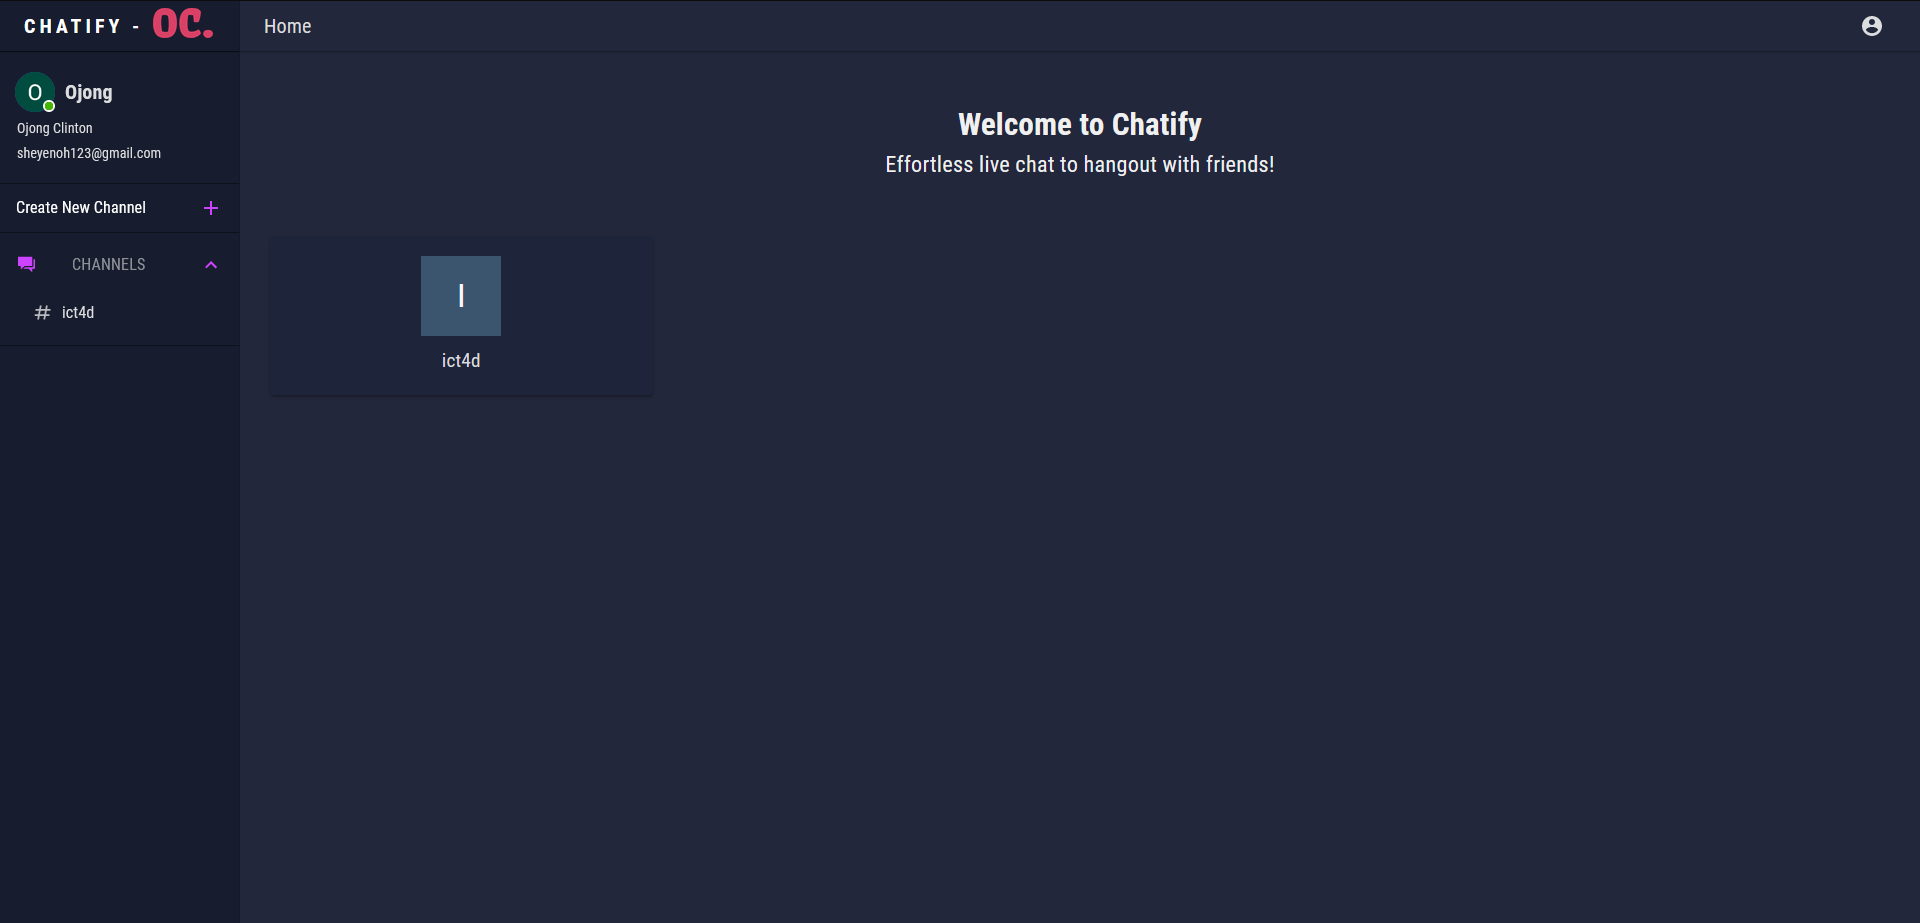 CHATIFY - OC.
Home
O
Ojong
Ojong Clinton
sheyenoh123@gmail.com
Create New Channel
CHANNELS
# ict4d
Welcome to Chatify
Effortless live chat to hangout with friends!
I
ict4d